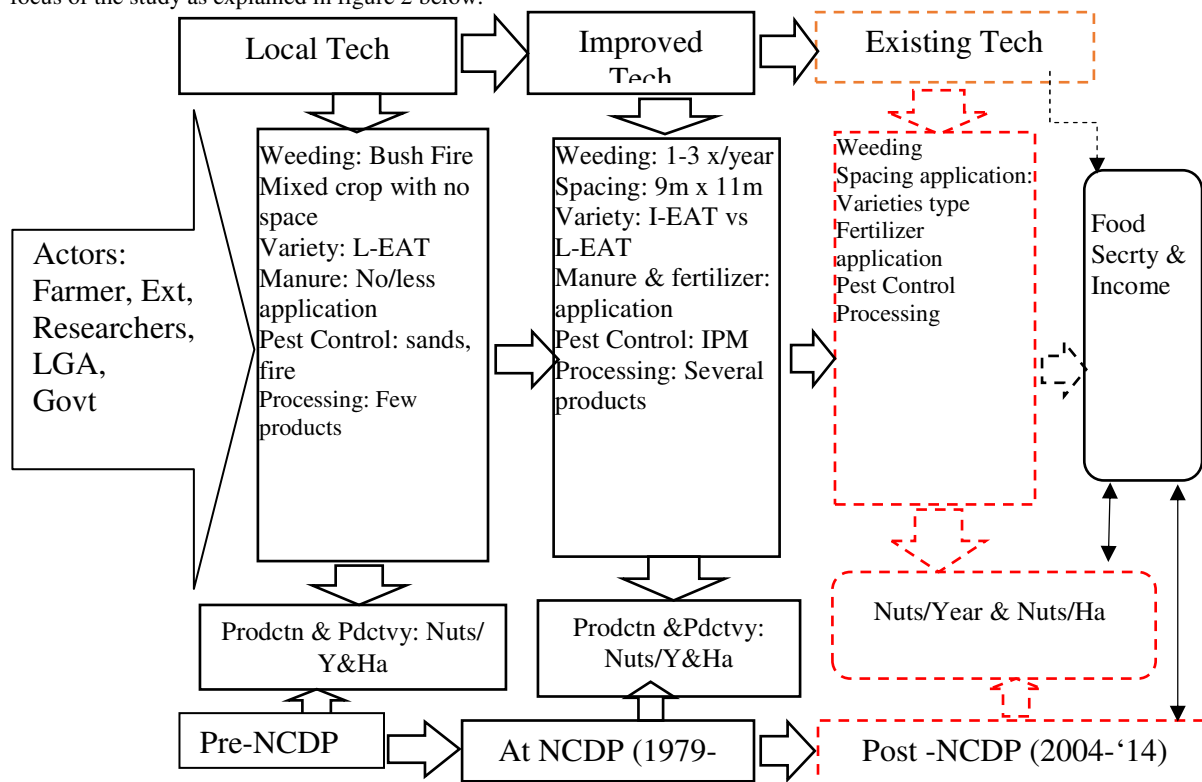 focus of the study as explained in figure 2 below.
Local Tech
Improved
Tech
Existing Tech
Actors:
Farmer, Ext,
Researchers,
LGA,
Govt
Weeding: Bush Fire
Mixed crop with no
space
Variety: L-EAT
Manure: No/less
application
Pest Control: sands,
fire
Processing: Few
products
Weeding: 1-3 x/year
Spacing: 9m x 11m
Variety: I-EAT vs
L-EAT
Manure & fertilizer:
application
Pest Control: IPM
Processing: Several
products
Weeding
Spacing application:
Varieties type
Fertilizer
application
Pest Control
Processing
Food
Secrty &
Income
Prodctn & Pdctvy: Nuts/
Y&Ha
Prodctn &Pdctvy:
Nuts/Y&Ha
Nuts/Year & Nuts/Ha
Pre-NCDP
At NCDP (1979-
Post -NCDP (2004-‘14)